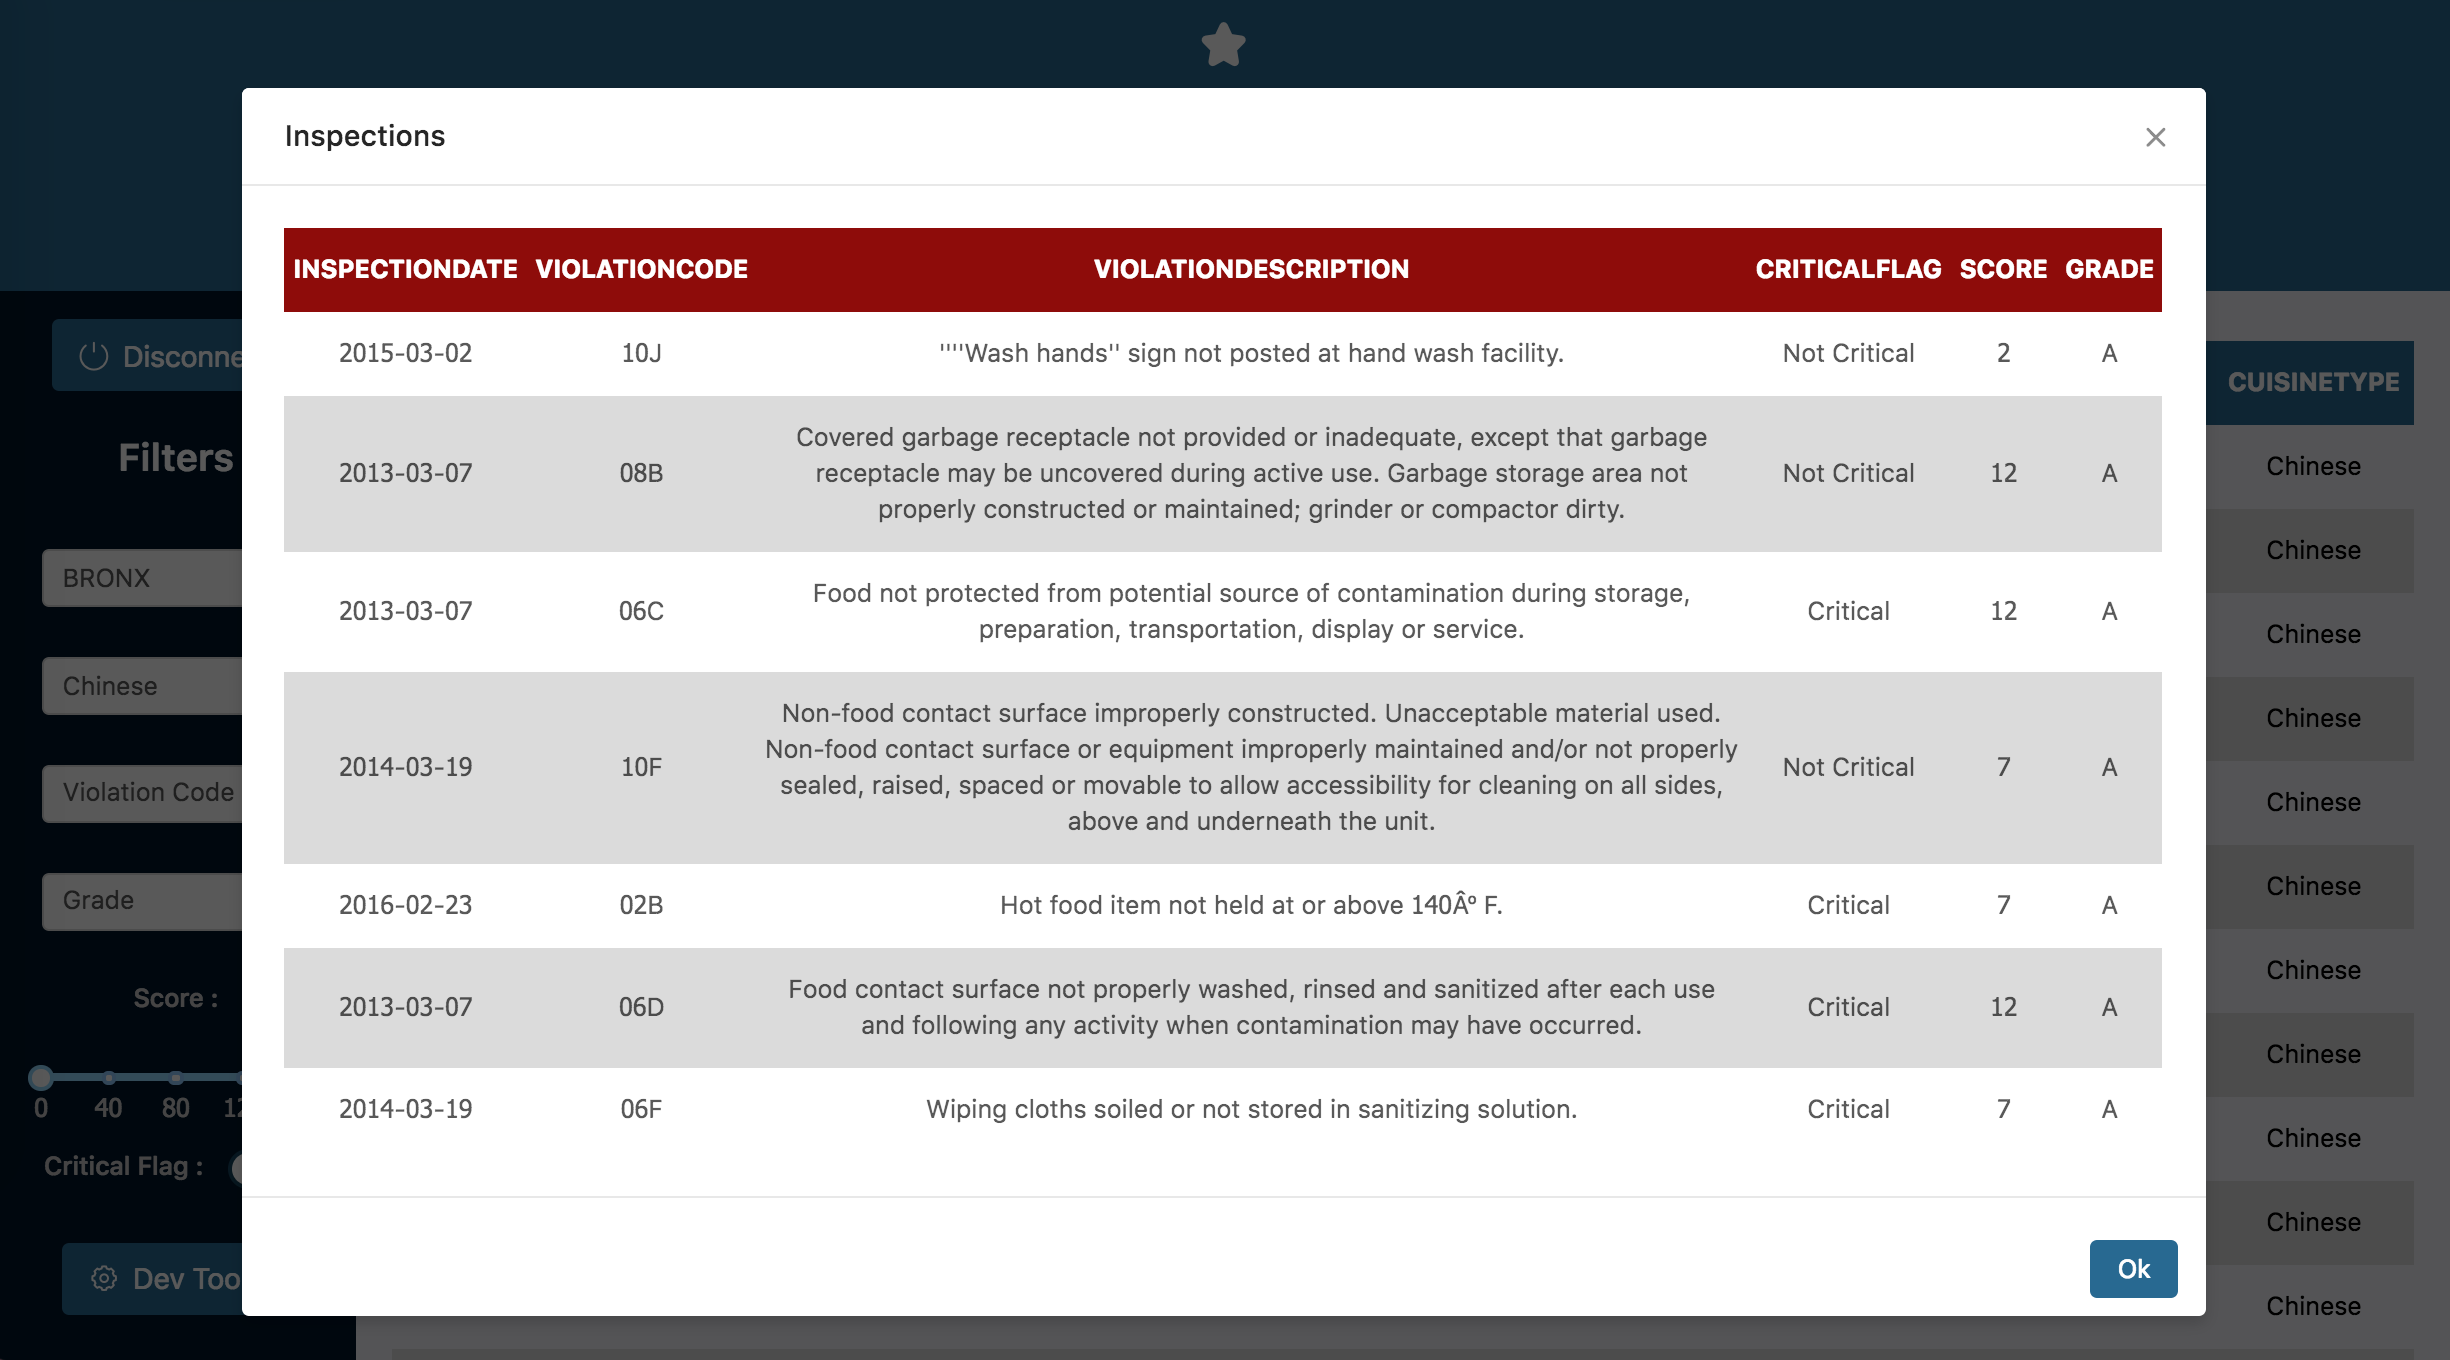 Inspections
INSPECTIONDATE VIOLATIONCODE VIOLATIONDESCRIPTION CRITICALFLAG SCORE GRADE
2015-03-02 10J ''''Wash hands'' sign not posted at hand wash facility. Not Critical 2 A
Covered garbage receptacle not provided or inadequate, except that garbage
2013-03-07 08B receptacle may be uncovered during active use. Garbage storage area not Not Critical 12 A
properly constructed or maintained; grinder or compactor dirty.
Food not protected from potential source of contamination during storage,
2013-03-07 06C Critical 12 A
preparation, transportation, display or service.
Non-food contact surface improperly constructed. Unacceptable material used.
Non-food contact surface or equipment improperly maintained and/or not properly
2014-03-19 10F Not Critical 7 A
sealed, raised, spaced or movable to allow accessibility for cleaning on all sides,
above and underneath the unit.
2016-02-23 02B Hot food item not held at or above 140Âº F. Critical 7 A
Food contact surface not properly washed, rinsed and sanitized after each use
2013-03-07 06D Critical 12 A
and following any activity when contamination may have occurred.
2014-03-19 06F Wiping cloths soiled or not stored in sanitizing solution. Critical 7 A
Ok
Filters
BRONX
Chinese
Violation Code
Grade
Score :
0 40 80
Critical Flag :
Dev
CUISINETYPE
Chinese
Chinese
Chinese
Chinese
Chinese
Chinese
Chinese
Chinese
Chinese
Chinese
Chinese